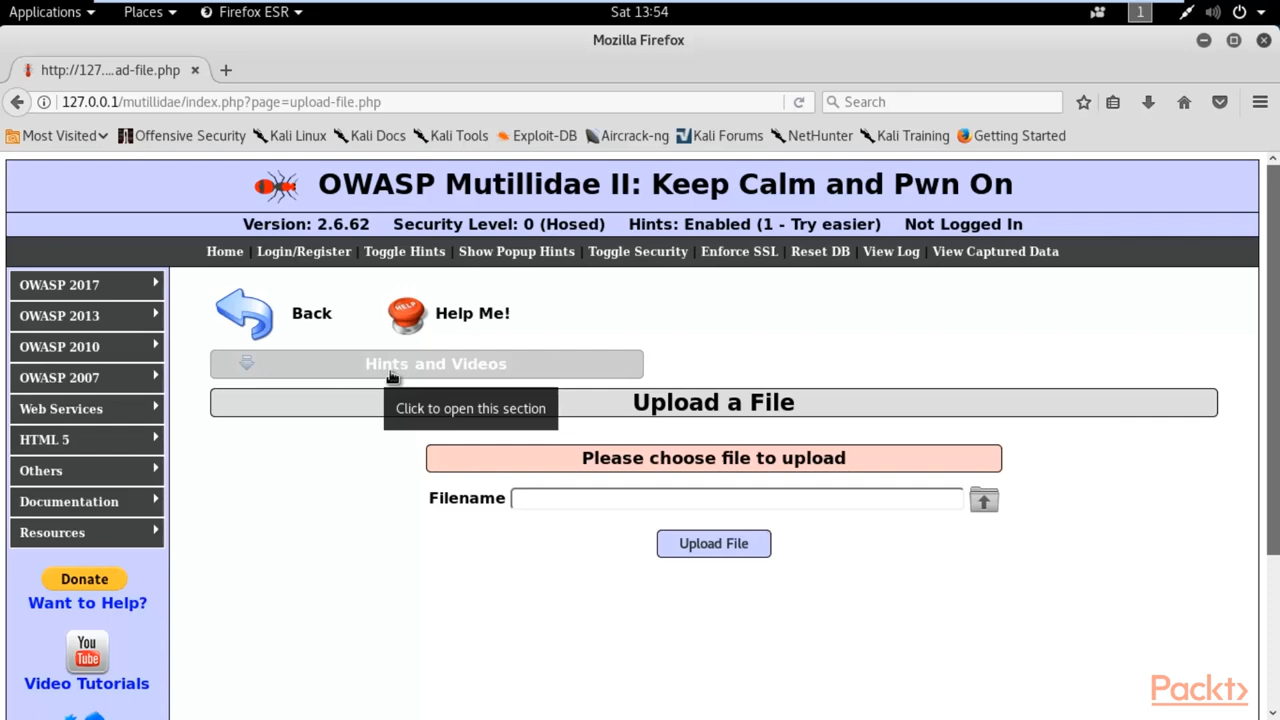 Applications Places Firefox ESR Sat 13:54 1
Mozilla Firefox
http://127....ad-file.php
127.0.0.1/mutillidae/index.php?page=upload-file.php Search
Most Visited Offensive Security Kali Linux Kali Docs Kali Tools Exploit-DB Aircrack-ng Kali Forums NetHunter Kali Training Getting Started
OWASP Mutillidae II: Keep Calm and Pwn On
Version: 2.6.62 Security Level: 0 (Hosed) Hints: Enabled (1 - Try easier) Not Logged In
Home | Login/Register | Toggle Hints | Show Popup Hints | Toggle Security | Enforce SSL | Reset DB | View Log | View Captured Data
OWASP 2017
OWASP 2013
OWASP 2010
OWASP 2007
Web Services
HTML 5
Others
Documentation
Resources
Donate
Want to Help?
You
Tube
Video Tutorials
Back HELP Help Me!
Hints and Videos
Click to open this section
Upload a File
Please choose file to upload
Filename
Upload File
Packt>